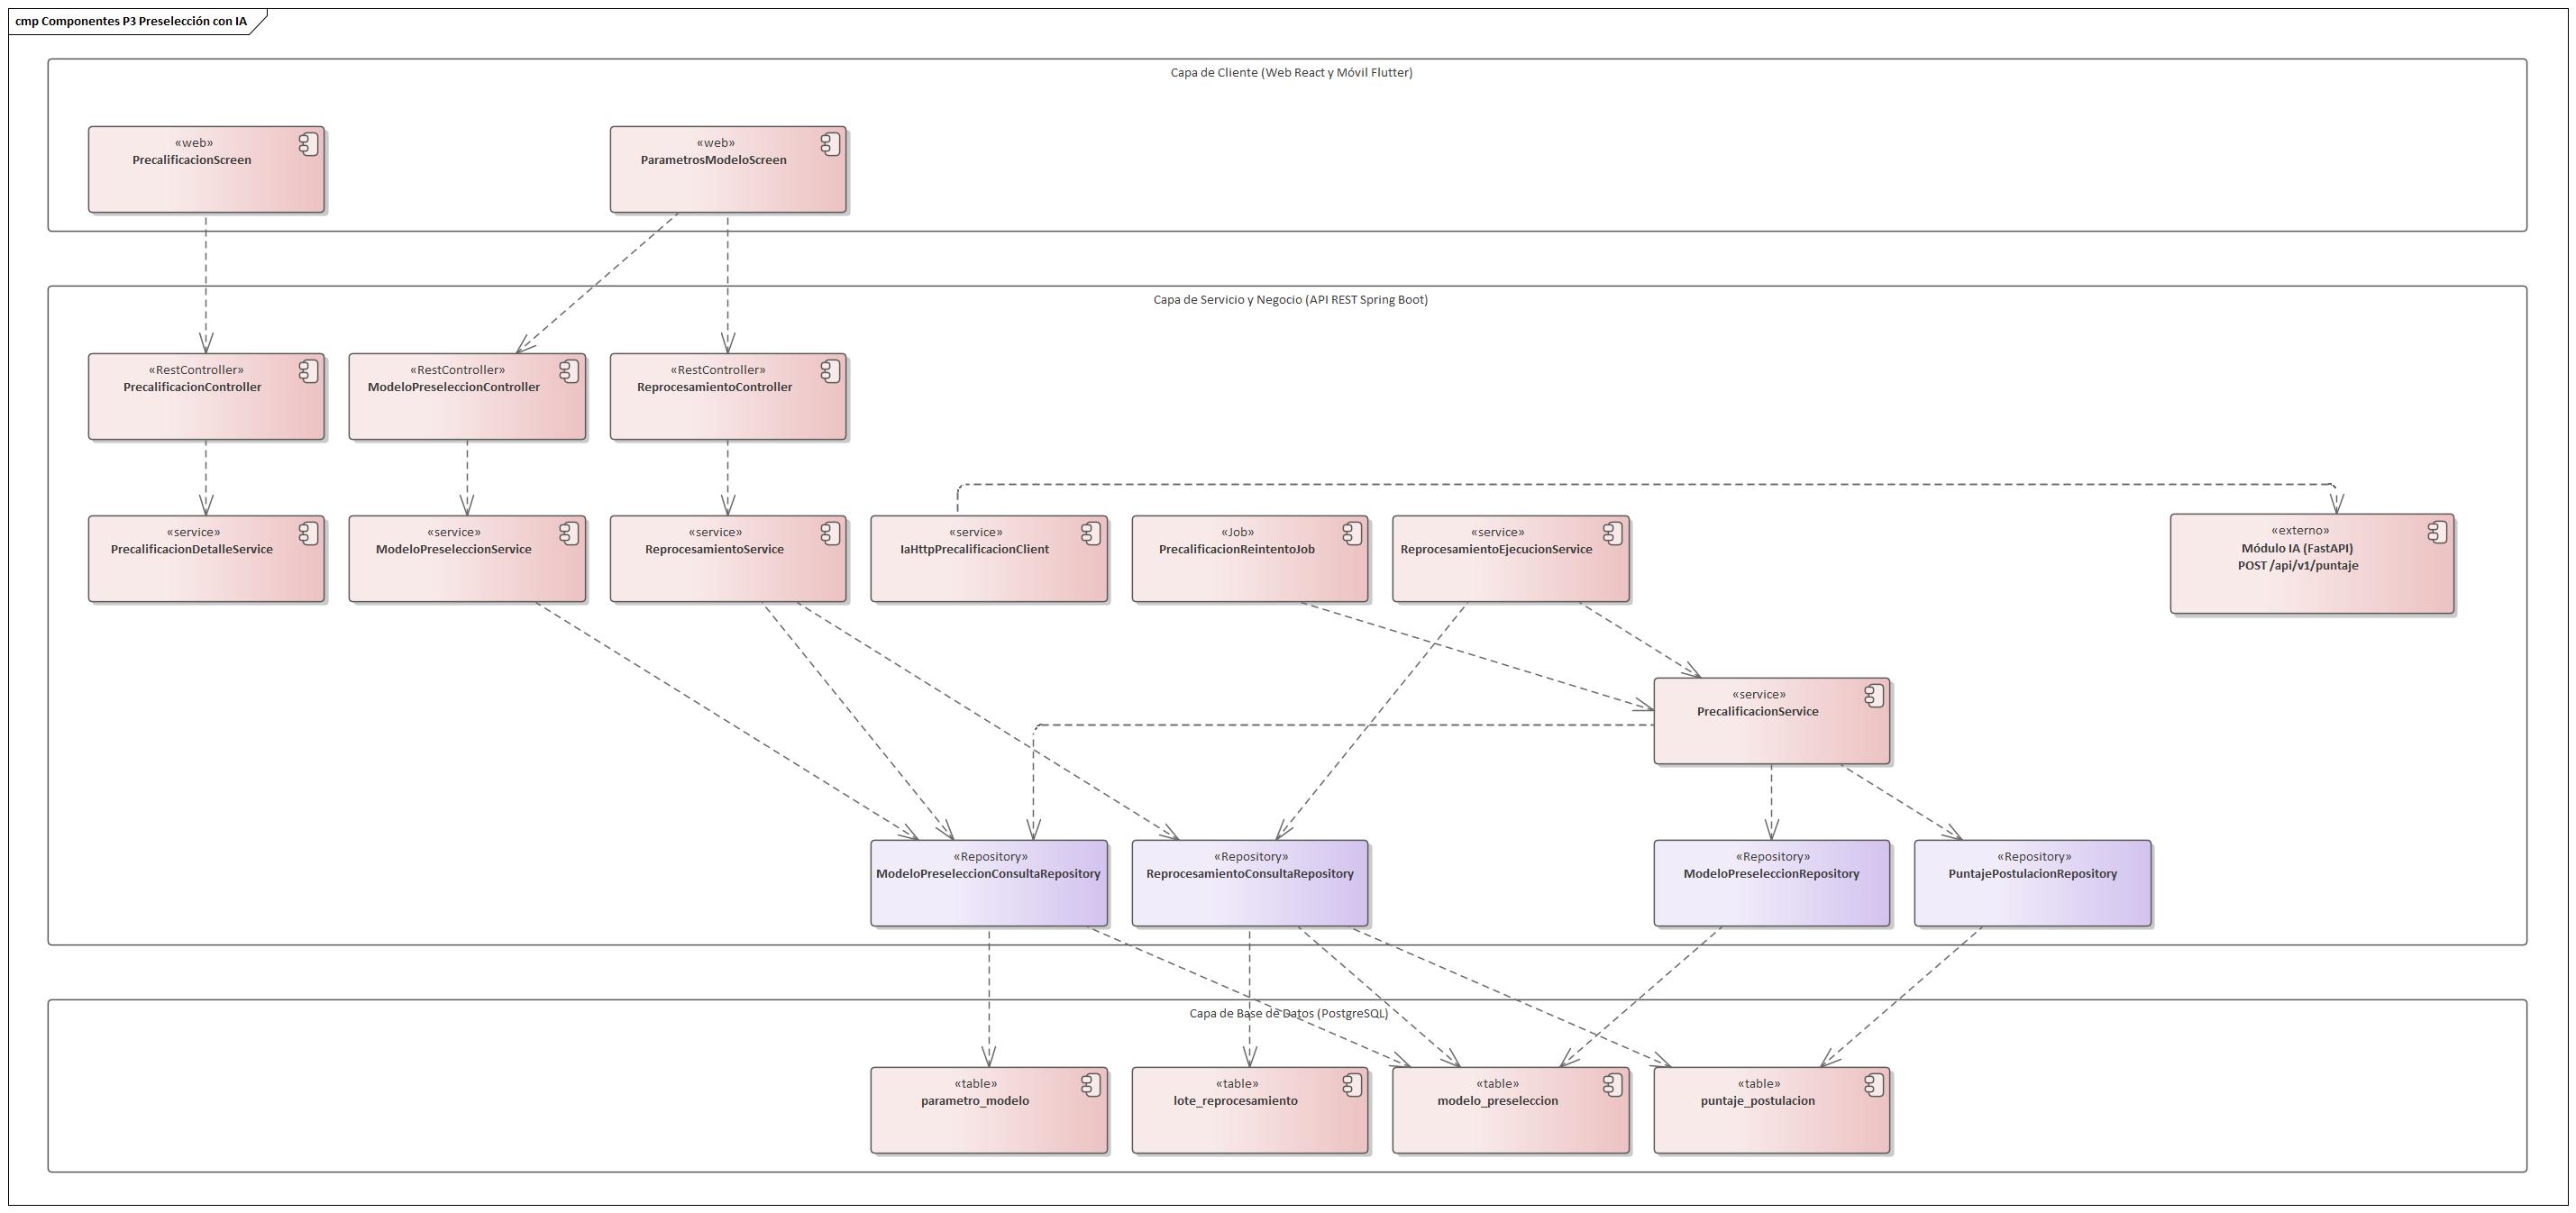 cmp Componentes P3 Preselección con IA
Capa de Cliente (Web React y Móvil Flutter)
«web»
PrecalificacionScreen
«web»
ParametrosModeloScreen
Capa de Servicio y Negocio (API REST Spring Boot)
«RestController»
PrecalificacionController
«RestController»
ModeloPreseleccionController
«RestController»
ReprocesamientoController
«service»
PrecalificacionDetalleService
«service»
ModeloPreseleccionService
«service»
ReprocesamientoService
«service»
IaHttpPrecalificacionClient
«Job»
PrecalificacionReintentoJob
«service»
ReprocesamientoEjecucionService
«externo»
Módulo IA (FastAPI)
POST /api/v1/puntaje
«service»
PrecalificacionService
«Repository»
ModeloPreseleccionConsultaRepository
«Repository»
ReprocesamientoConsultaRepository
«Repository»
ModeloPreseleccionRepository
«Repository»
PuntajePostulacionRepository
Capa de Base de Datos (PostgreSQL)
«table»
parametro_modelo
«table»
lote_reprocesamiento
«table»
modelo_preseleccion
«table»
puntaje_postulacion